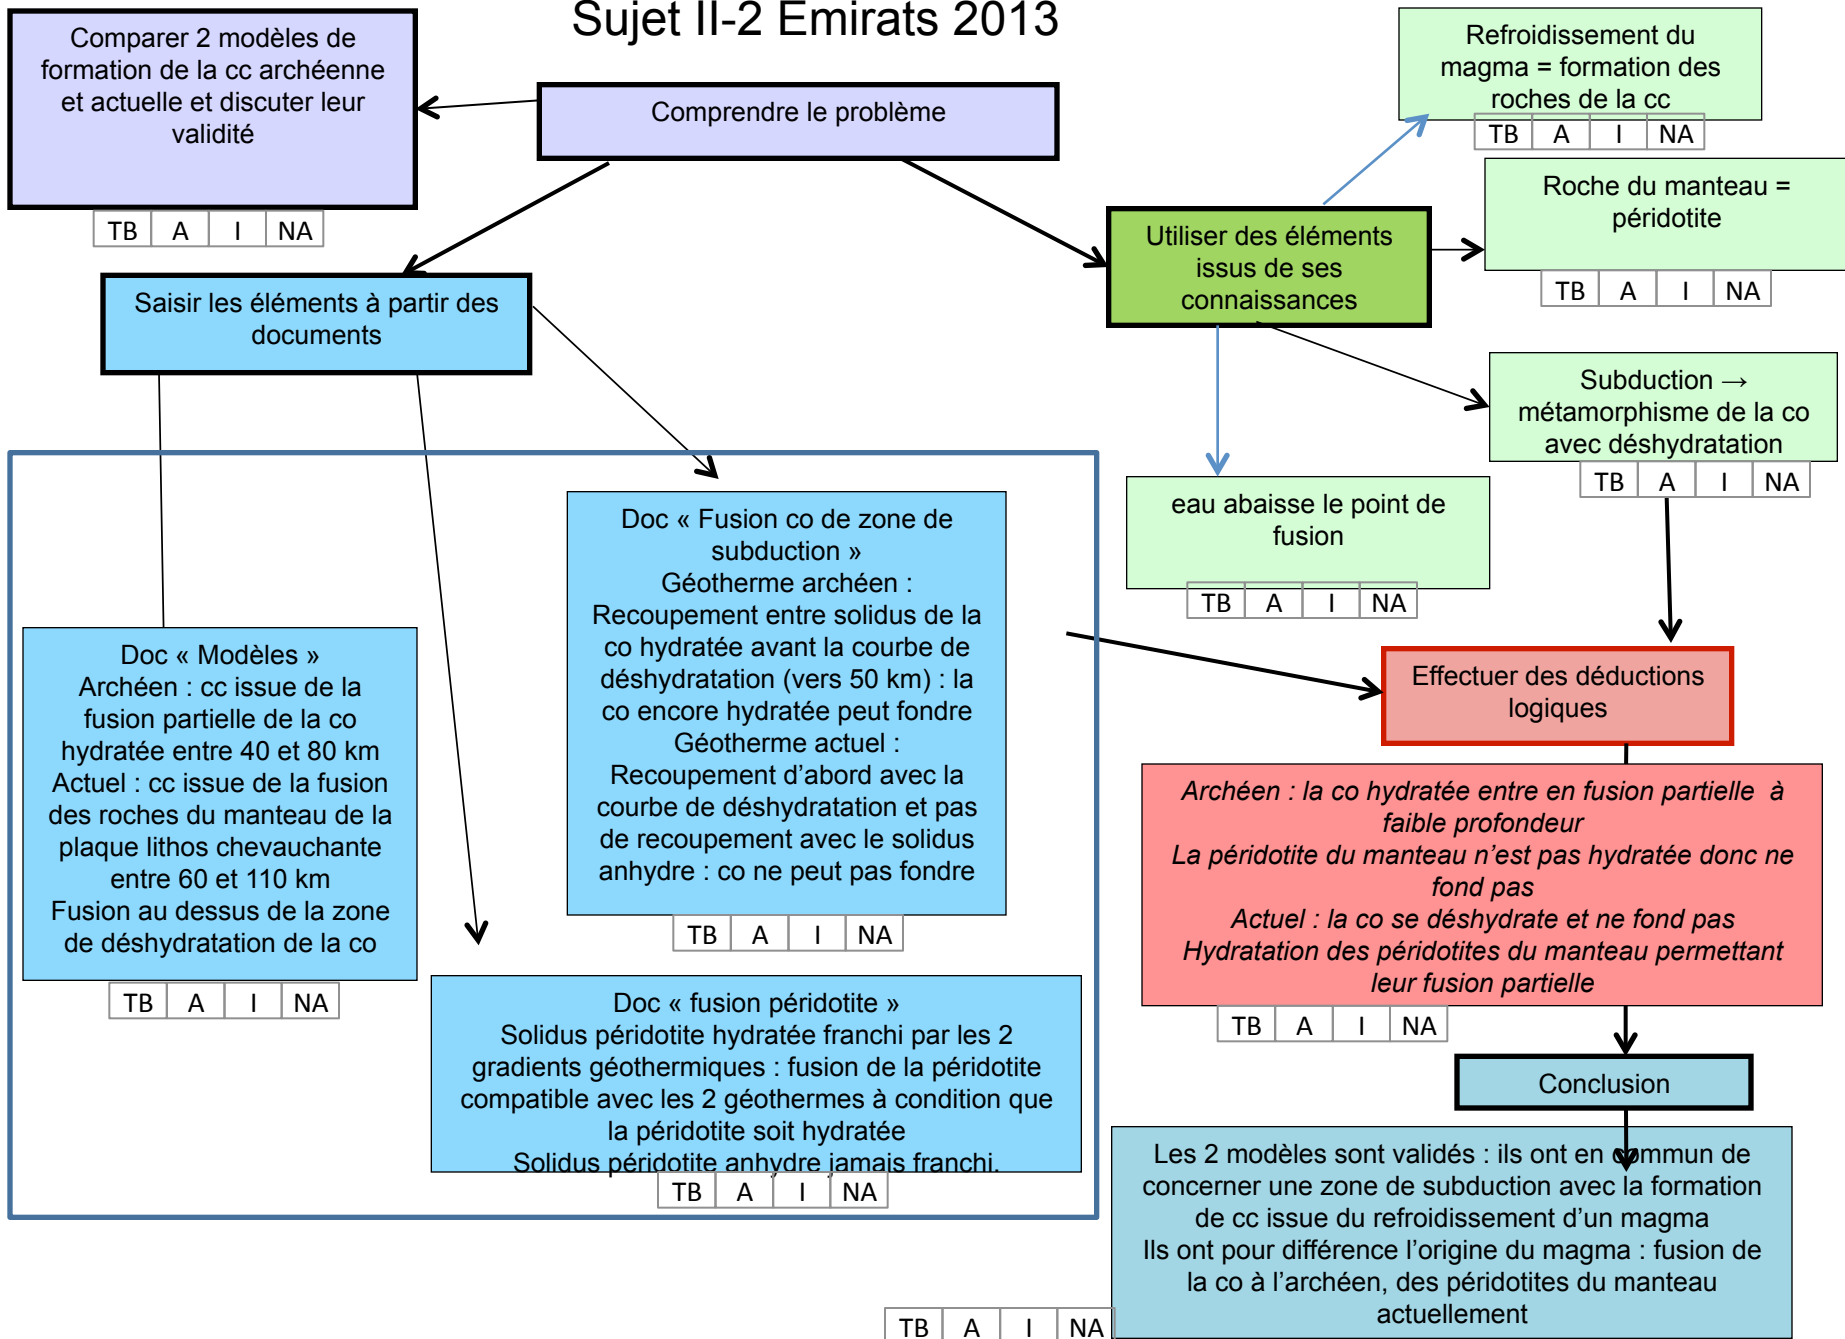 Sujet II-2 Emirats 2013
Comparer 2 modèles de
formation de la cc archéenne
et actuelle et discuter leur
validité
TB A I NA
Comprendre le problème
Refroidissement du
magma = formation des
roches de la cc
TB A I NA
Roche du manteau =
péridotite
TB A I NA
Utiliser des éléments
issus de ses
connaissances
Saisir les éléments à partir des
documents
Subduction →
métamorphisme de la co
avec déshydratation
TB A I NA
eau abaisse le point de
fusion
TB A I NA
Doc « Modèles »
Archéen : cc issue de la
fusion partielle de la co
hydratée entre 40 et 80 km
Actuel : cc issue de la fusion
des roches du manteau de la
plaque lithos chevauchante
entre 60 et 110 km
Fusion au dessus de la zone
de déshydratation de la co
TB A I NA
Doc « Fusion co de zone de
subduction »
Géotherme archéen :
Recoupement entre solidus de la
co hydratée avant la courbe de
déshydratation (vers 50 km) : la
co encore hydratée peut fondre
Géotherme actuel :
Recoupement d’abord avec la
courbe de déshydratation et pas
de recoupement avec le solidus
anhydre : co ne peut pas fondre
TB A I NA
Doc « fusion péridotite »
Solidus péridotite hydratée franchi par les 2
gradients géothermiques : fusion de la péridotite
compatible avec les 2 géothermes à condition que
la péridotite soit hydratée
Solidus péridotite anhydre jamais franchi.
TB A I NA
Effectuer des déductions
logiques
Archéen : la co hydratée entre en fusion partielle à
faible profondeur
La péridotite du manteau n’est pas hydratée donc ne
fond pas
Actuel : la co se déshydrate et ne fond pas
Hydratation des péridotites du manteau permettant
leur fusion partielle
TB A I NA
Conclusion
Les 2 modèles sont validés : ils ont en commun de
concerner une zone de subduction avec la formation
de cc issue du refroidissement d’un magma
Ils ont pour différence l’origine du magma : fusion de
la co à l’archéen, des péridotites du manteau
actuellement
TB A I NA